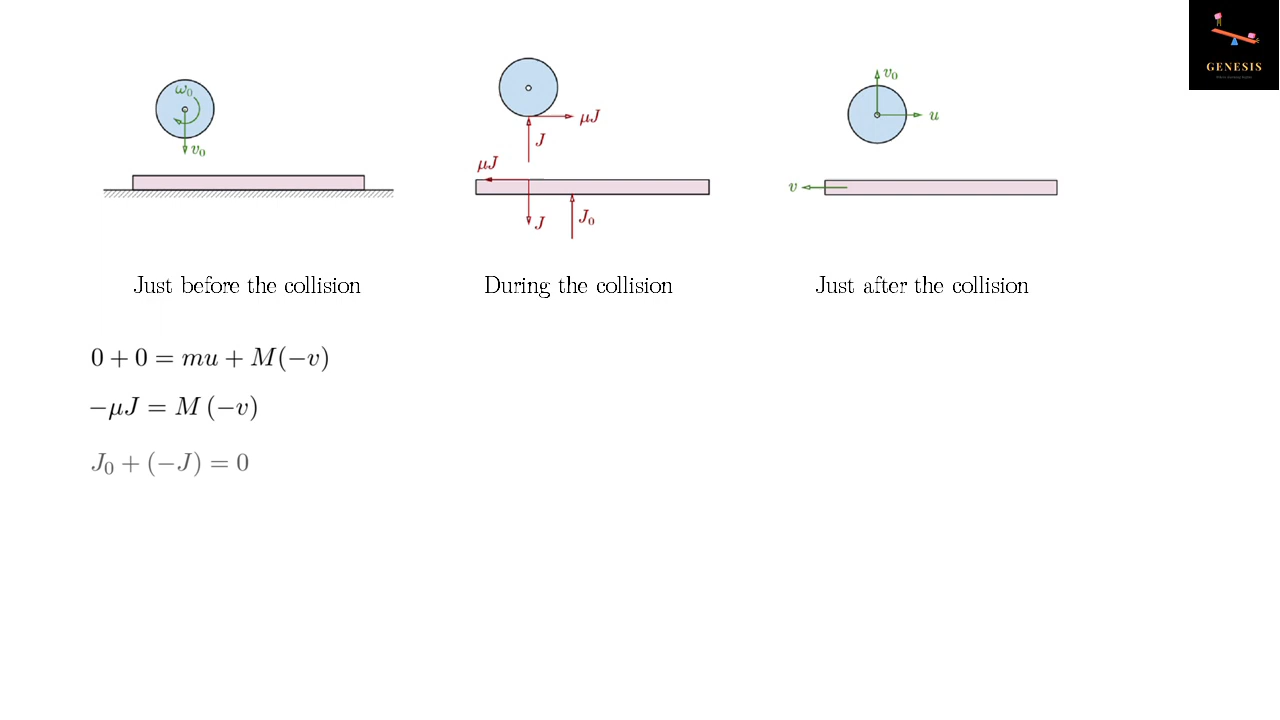 GENESIS
ω₀
v₀
μJ
J
μJ
J
J₀
v₀
u
v
Just before the collision
During the collision
Just after the collision
0 + 0 = mu + M(−v)
−μJ = M (−v)
J₀ + (−J) = 0